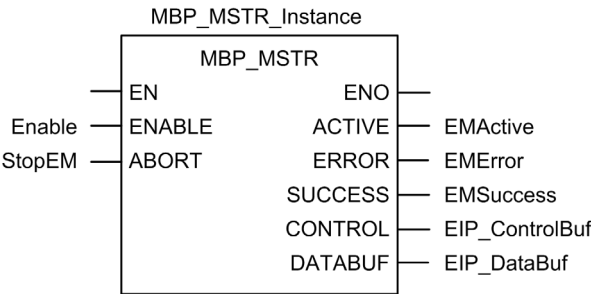 MBP_MSTR_Instance
MBP_MSTR
EN ENO
Enable ENABLE ACTIVE EMActive
StopEM ABORT ERROR EMError
SUCCESS EMSuccess
CONTROL EIP_ControlBuf
DATABUF EIP_DataBuf